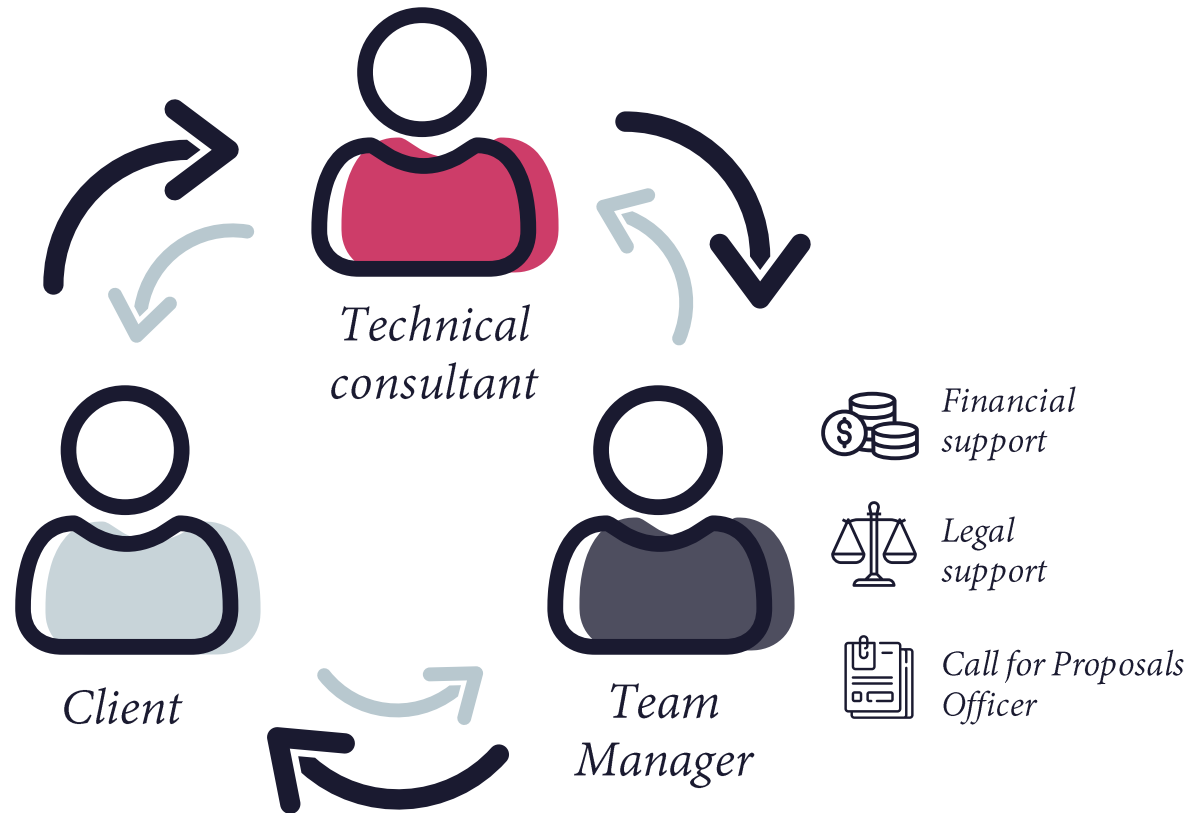 Technical
consultant
Financial
support
Legal
support
Client
Team
Manager
Call for Proposals
Officer
$